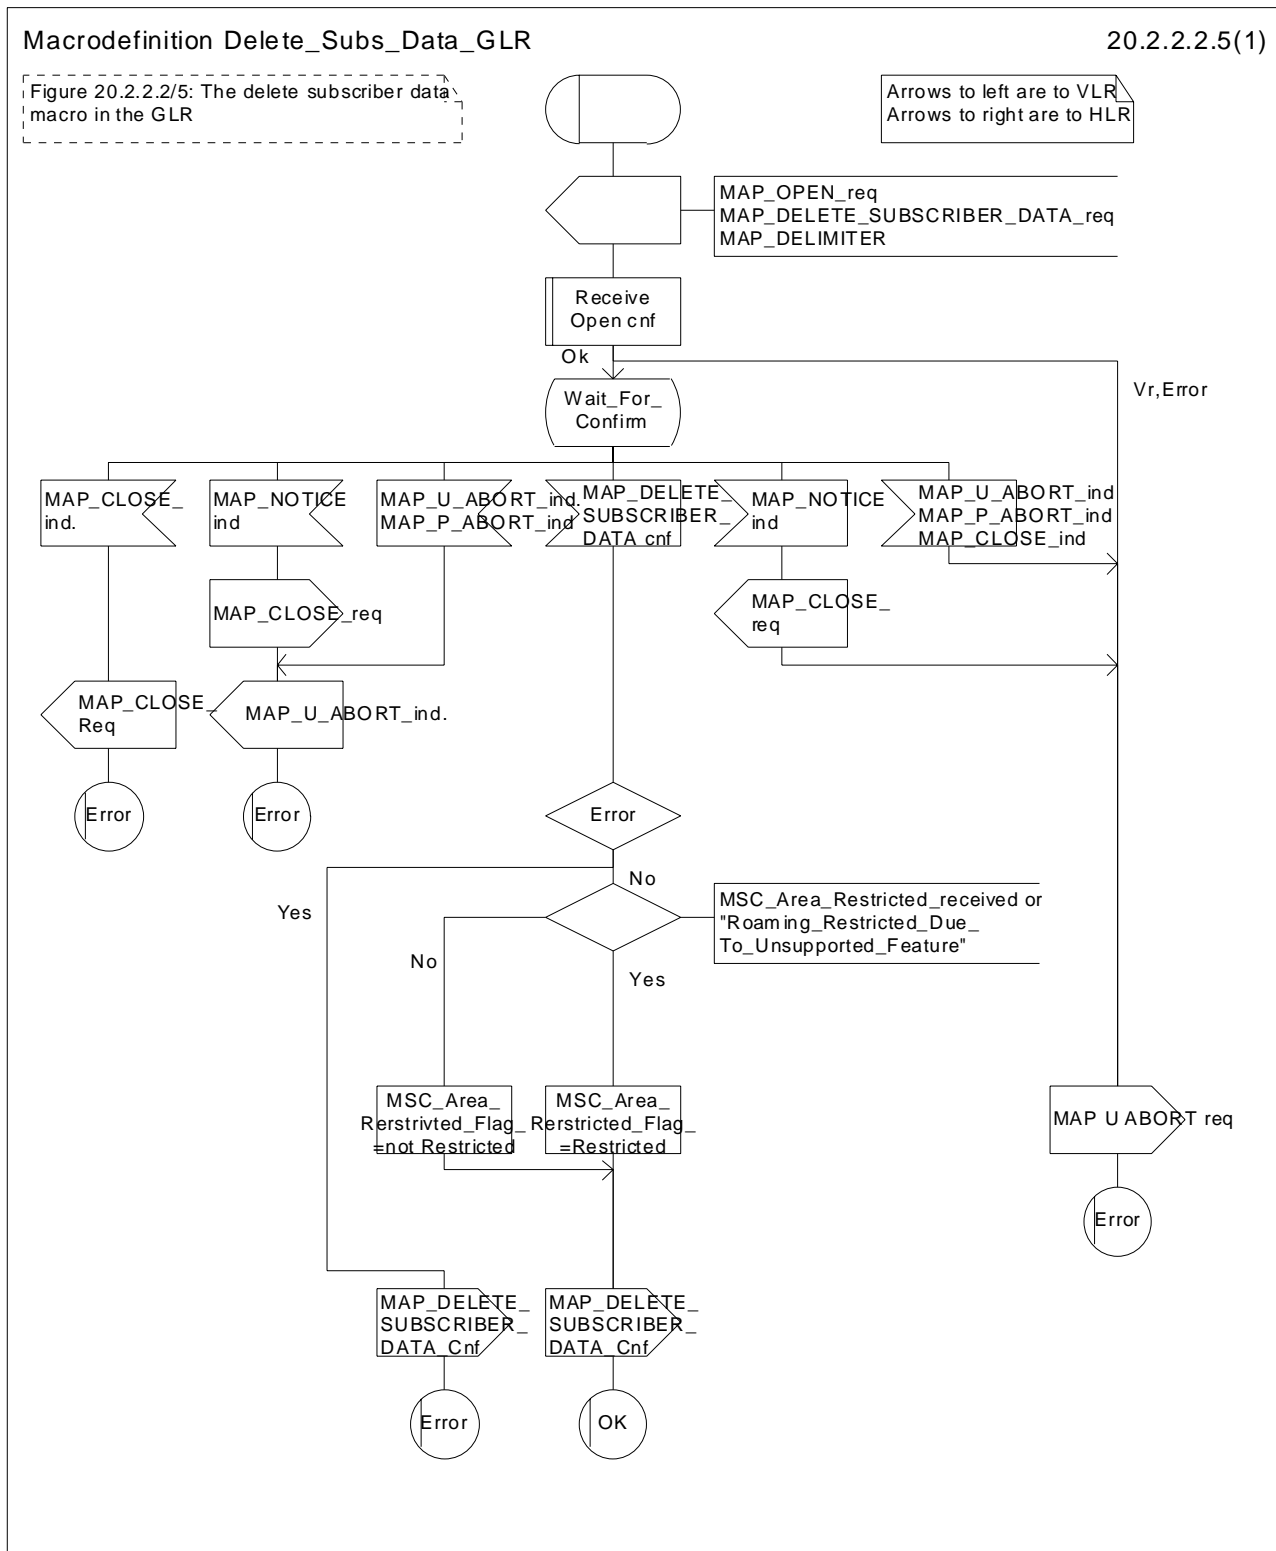 Macrodefinition Delete_Subs_Data_GLR
20.2.2.2.5(1)
Figure 20.2.2.2/5: The delete subscriber data
macro in the GLR
Arrows to left are to VLR
Arrows to right are to HLR
MAP_OPEN_req
MAP_DELETE_SUBSCRIBER_DATA_req
MAP_DELIMITER
Receive
Open cnf
Ok
Vr,Error
Wait_For_
Confirm
MAP_CLOSE_
ind.
MAP_NOTICE
ind
MAP_U_ABORT_ind.
MAP_P_ABORT_ind
MAP_DELETE_
SUBSCRIBER_
DATA cnf
MAP_NOTICE
ind
MAP_U_ABORT_ind
MAP_P_ABORT_ind
MAP_CLOSE_ind
MAP_CLOSE_req
MAP_CLOSE_
req
MAP_CLOSE_
Req
MAP_U_ABORT_ind.
Error
Error
Error
No
Yes
MSC_Area_Restricted_received or
"Roaming_Restricted_Due_
To_Unsupported_Feature"
No
Yes
MSC_Area_
Rerstrivted_Flag_
=not Restricted
MSC_Area_
Rerstricted_Flag_
=Restricted
MAP U ABORT req
Error
MAP_DELETE_
SUBSCRIBER_
DATA_Cnf
MAP_DELETE_
SUBSCRIBER_
DATA_Cnf
Error
OK